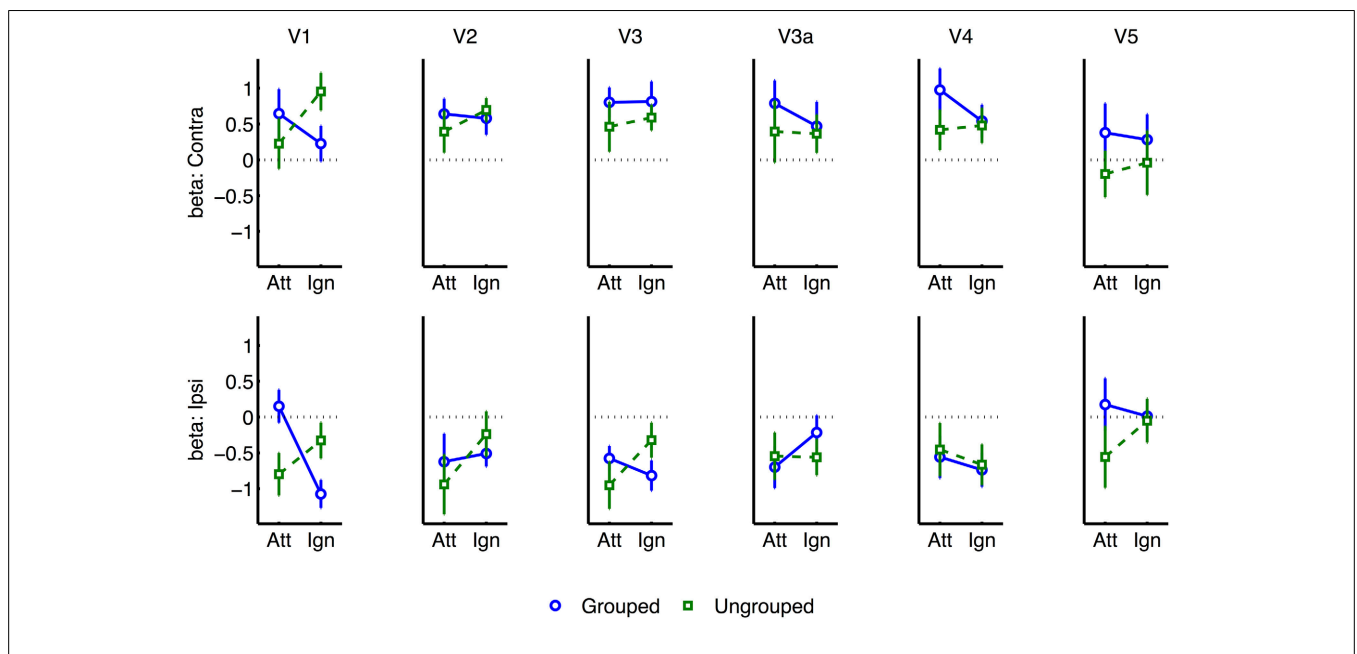 V1 V2 V3 V3a V4 V5
beta: Contra
1
0.5
0
−0.5
−1
Att Ign Att Ign Att Ign Att Ign Att Ign Att Ign
beta: Ipsi
1
0.5
0
−0.5
−1
Att Ign Att Ign Att Ign Att Ign Att Ign Att Ign
Grouped Ungrouped